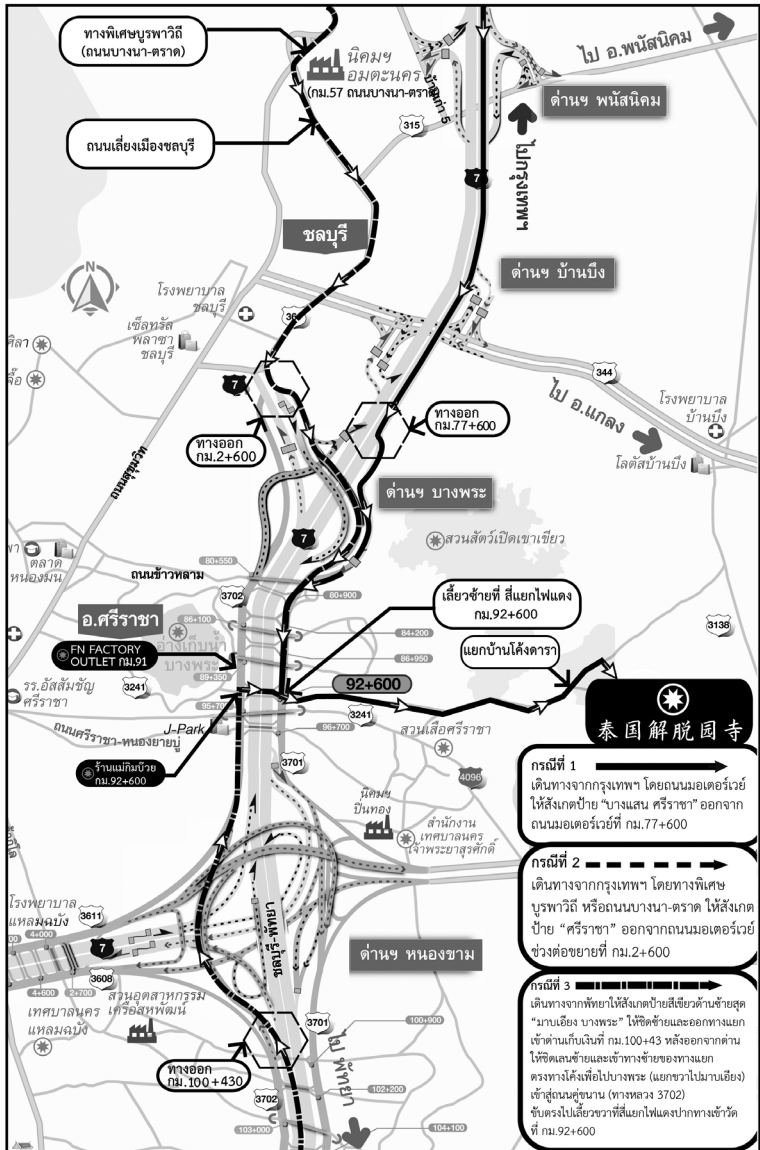 ทางพิเศษบูรพาวิถี
(ถนนบางนา-ตราด)
นิคมฯ
อมตะนคร
(กม.57 ถนนบางนา-ตราด)
บ้านเก่า 5
ไป อ.พนัสนิคม
ด่านฯ พนัสนิคม
315
ถนนเลี่ยงเมืองชลบุรี
7
ไปกรุงเทพฯ
ชลบุรี
ด่านฯ บ้านบึง
N
โรงพยาบาล
ชลบุรี
361
เซ็ลทรัล
พลาซา
ชลบุรี
7
344
ไป อ.แกลง
โรงพยาบาล
บ้านบึง
ทางออก
กม.2+600
ทางออก
กม.77+600
โลตัสบ้านบึง
ถนนสุขุมวิท
ด่านฯ บางพระ
7
สวนสัตว์เปิดเขาเขียว
ตลาด
หนองมน
ถนนข้าวหลาม
80+550
80+900
3702
เลี้ยวซ้ายที่ สี่แยกไฟแดง
กม.92+600
อ.ศรีราชา
86+100
84+200
3138
FN FACTORY
OUTLET กม.91
อ่างเก็บน้ำ
บางพระ
86+950
แยกบ้านโค้งดารา
89+350
รร.อัสสัมชัญ
ศรีราชา
3241
92+600
95+700
3241
泰国解脱园寺
ถนนศรีราชา-หนองยายบู่
J-Park
96+700
สวนเสือศรีราชา
ร้านแม่กิมบ๊วย
กม.92+600
3701
4096
นิคมฯ
ปิ่นทอง
สำนักงาน
เทศบาลนคร
เจ้าพระยาสุรศักดิ์
กรณีที่ 1
เดินทางจากกรุงเทพฯ โดยถนนมอเตอร์เวย์
ให้สังเกตป้าย "บางแสน ศรีราชา" ออกจาก
ถนนมอเตอร์เวย์ที่ กม.77+600
กรณีที่ 2
เดินทางจากกรุงเทพฯ โดยทางพิเศษ
บูรพาวิถี หรือถนนบางนา-ตราด ให้สังเกต
ป้าย "ศรีราชา" ออกจากถนนมอเตอร์เวย์
ช่วงต่อขยายที่ กม.2+600
โรงพยาบาล
แหลมฉบัง
3611
4+000
7
ชลบุรี-พัทยา
ด่านฯ หนองขาม
4+600
2+700
3608
เทศบาลนคร
แหลมฉบัง
สวนอุตสาหกรรม
เครือสหพัฒน์
3701
100+900
ไป พัทยา
ทางออก
กม.100+430
3702
102+200
103+000
104+100
กรณีที่ 3
เดินทางจากพัทยาให้สังเกตป้ายสีเขียวด้านซ้ายสุด
"มาบเอียง บางพระ" ให้ชิดซ้ายและออกทางแยก
เข้าด่านเก็บเงินที่ กม.100+43 หลังออกจากด่าน
ให้ชิดเลนซ้ายและเข้าทางซ้ายของทางแยก
ตรงทางโค้งเพื่อไปบางพระ (แยกขวาไปมาบเอียง)
เข้าสู่ถนนคู่ขนาน (ทางหลวง 3702)
ขับตรงไปเลี้ยวขวาที่สี่แยกไฟแดงปากทางเข้าวัด
ที่ กม.92+600